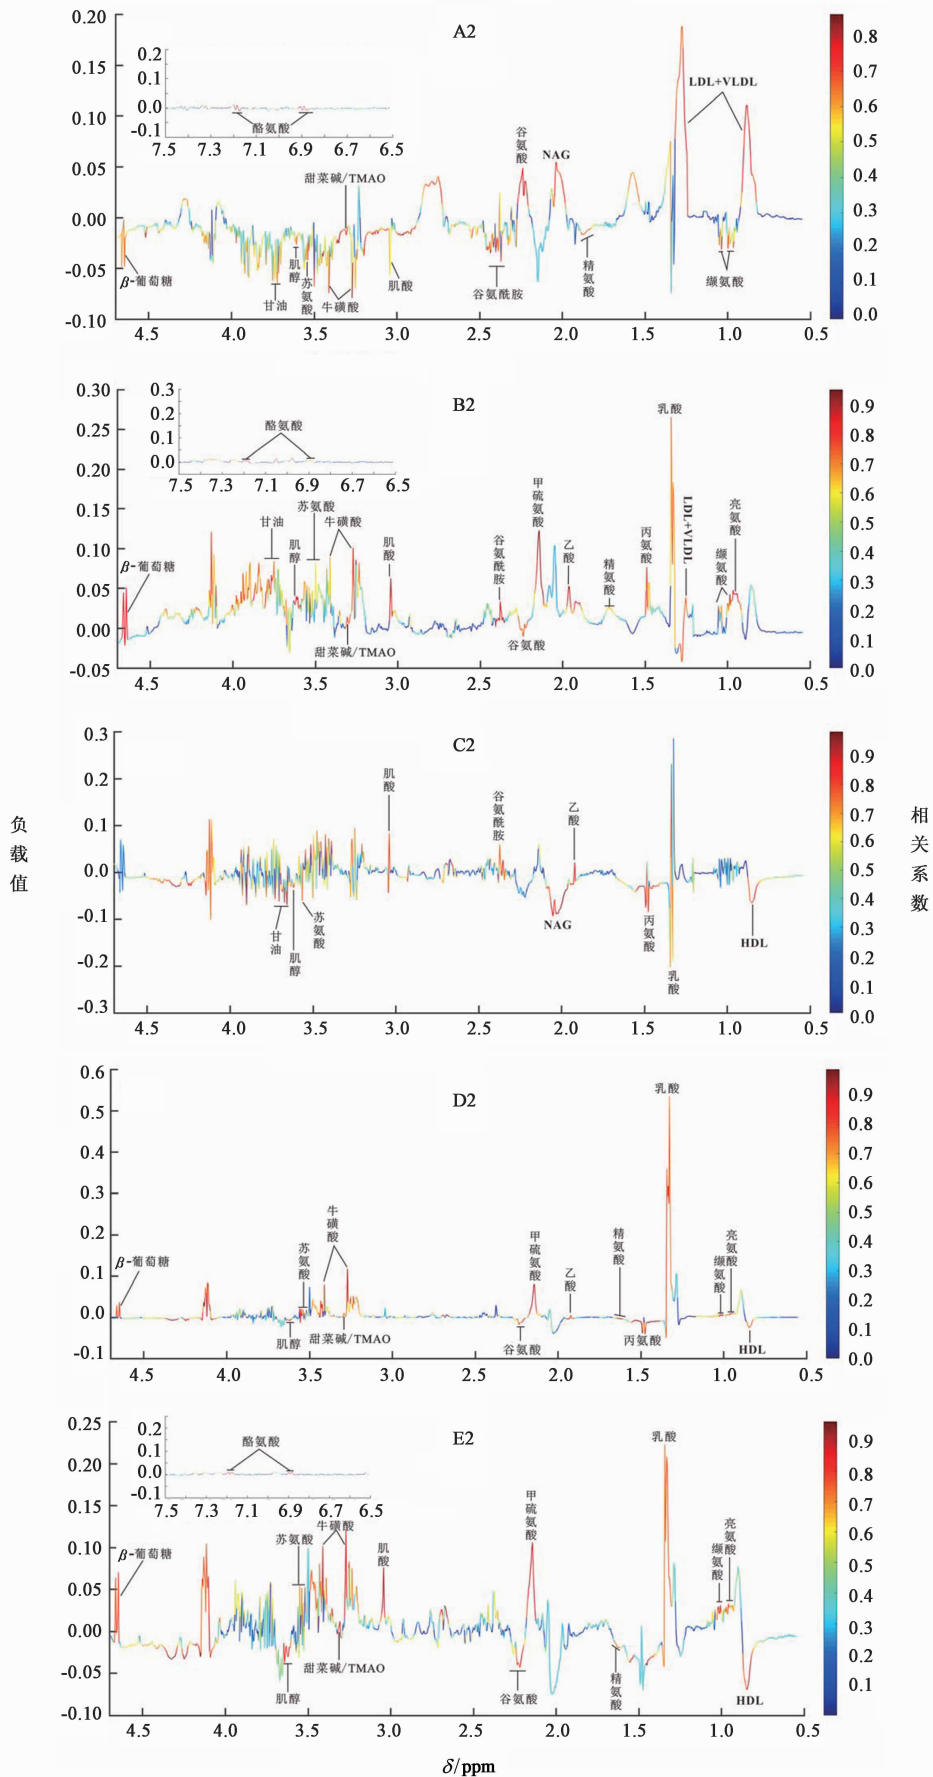 A2
0.20
0.15
0.10
0.05
0.00
-0.05
-0.10
0.2
0.1
0.0
-0.1
7.5 7.3 7.1 6.9 6.7 6.5
酪氨酸
甜菜碱/TMAO
谷氨酸
NAG
LDL+VLDL
β-葡萄糖
甘油
肌醇
苏氨酸
牛磺酸
肌酸
谷氨酰胺
精氨酸
缬氨酸
4.5 4.0 3.5 3.0 2.5 2.0 1.5 1.0 0.5
0.8
0.7
0.6
0.5
0.4
0.3
0.2
0.1
0.0
B2
0.30
0.25
0.20
0.15
0.10
0.05
0.00
-0.05
0.3
0.2
0.1
0.0
7.5 7.3 7.1 6.9 6.7 6.5
酪氨酸
β-葡萄糖
甘油
肌醇
苏氨酸
牛磺酸
肌酸
甜菜碱/TMAO
谷氨酰胺
甲硫氨酸
谷氨酸
乙酸
精氨酸
丙氨酸
乳酸
LDL+VLDL
缬氨酸
亮氨酸
4.5 4.0 3.5 3.0 2.5 2.0 1.5 1.0 0.5
0.9
0.8
0.7
0.6
0.5
0.4
0.3
0.2
0.1
0.0
C2
0.3
0.2
0.1
0.0
-0.1
-0.2
-0.3
肌酸
谷氨酰胺
乙酸
甘油
肌醇
苏氨酸
NAG
丙氨酸
乳酸
HDL
4.5 4.0 3.5 3.0 2.5 2.0 1.5 1.0 0.5
0.9
0.8
0.7
0.6
0.5
0.4
0.3
0.2
0.1
0.0
负载值
相关系数
D2
0.6
0.5
0.4
0.3
0.2
0.1
0.0
-0.1
β-葡萄糖
苏氨酸
牛磺酸
肌醇
甜菜碱/TMAO
甲硫氨酸
谷氨酸
乙酸
精氨酸
丙氨酸
乳酸
缬氨酸
亮氨酸
HDL
4.5 4.0 3.5 3.0 2.5 2.0 1.5 1.0 0.5
0.9
0.8
0.7
0.6
0.5
0.4
0.3
0.2
0.1
0.0
E2
0.25
0.20
0.15
0.10
0.05
0.00
-0.05
-0.10
0.2
0.1
0.0
-0.1
7.5 7.3 7.1 6.9 6.7 6.5
酪氨酸
β-葡萄糖
苏氨酸
牛磺酸
肌酸
肌醇
甜菜碱/TMAO
甲硫氨酸
谷氨酸
精氨酸
乳酸
缬氨酸
亮氨酸
HDL
4.5 4.0 3.5 3.0 2.5 2.0 1.5 1.0 0.5
0.9
0.8
0.7
0.6
0.5
0.4
0.3
0.2
0.1
δ/ppm